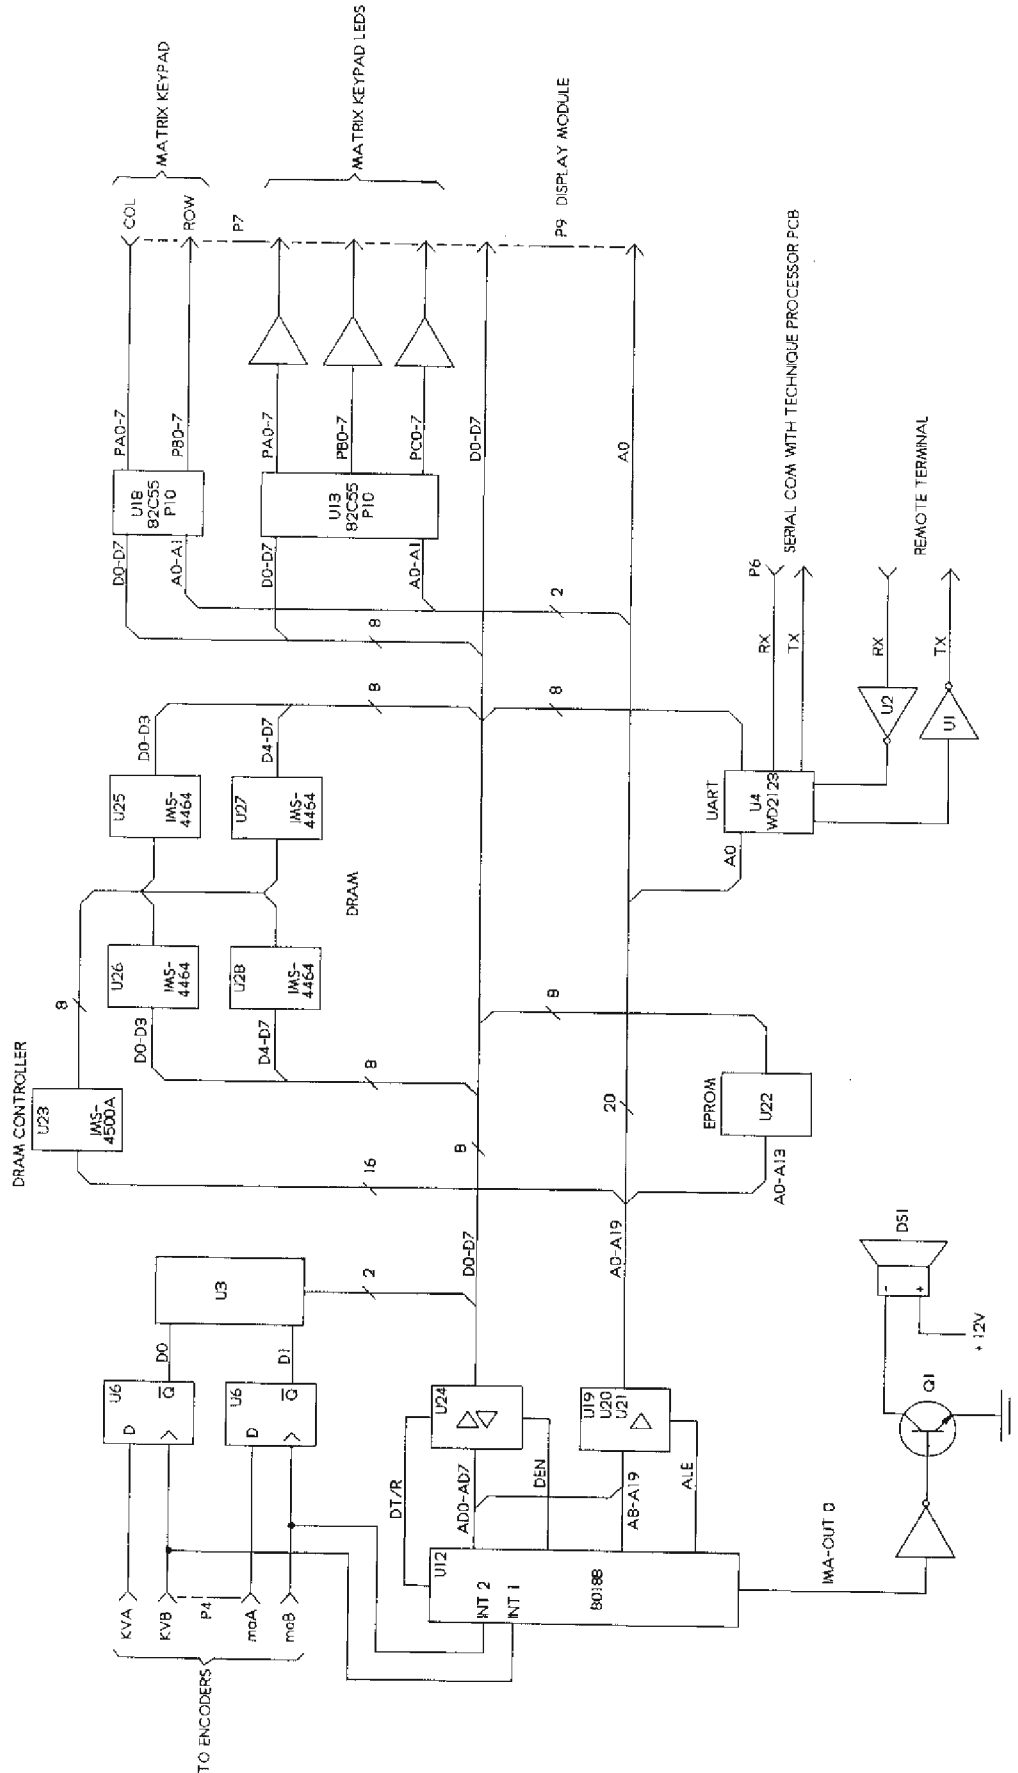 TO ENCODERS
KVA
KVB
P4
maA
maB
D
U6
Q
D
U6
Q
D0
D1
U3
2
INT 2
INT 1
U12
80188
DT/R
AD0-AD7
DEN
A8-A19
ALE
U24
U19
U20
U21
D0-D7
A0-A19
IMA-OUT 0
Q1
DS1
-
+
+12V
DRAM CONTROLLER
U23
IMS-
4500A
16
8
8
20
EPROM
U22
A0-A13
8
U26
IMS-
4464
D0-D3
U28
IMS-
4464
D4-D7
8
DRAM
U25
IMS-
4464
D0-D3
U27
IMS-
4464
D4-D7
8
8
UART
U4
WD2123
A0
RX
TX
P6
SERIAL COM WITH TECHNIQUE PROCESSOR PCB
U2
U1
RX
TX
REMOTE TERMINAL
8
2
D0-D7
A0-A1
U18
82C55
P10
PA0-7
PB0-7
COL
ROW
MATRIX KEYPAD
P7
D0-D7
A0-A1
U13
82C55
P10
PA0-7
PB0-7
PC0-7
MATRIX KEYPAD LEDS
D0-D7
A0
P9 DISPLAY MODULE